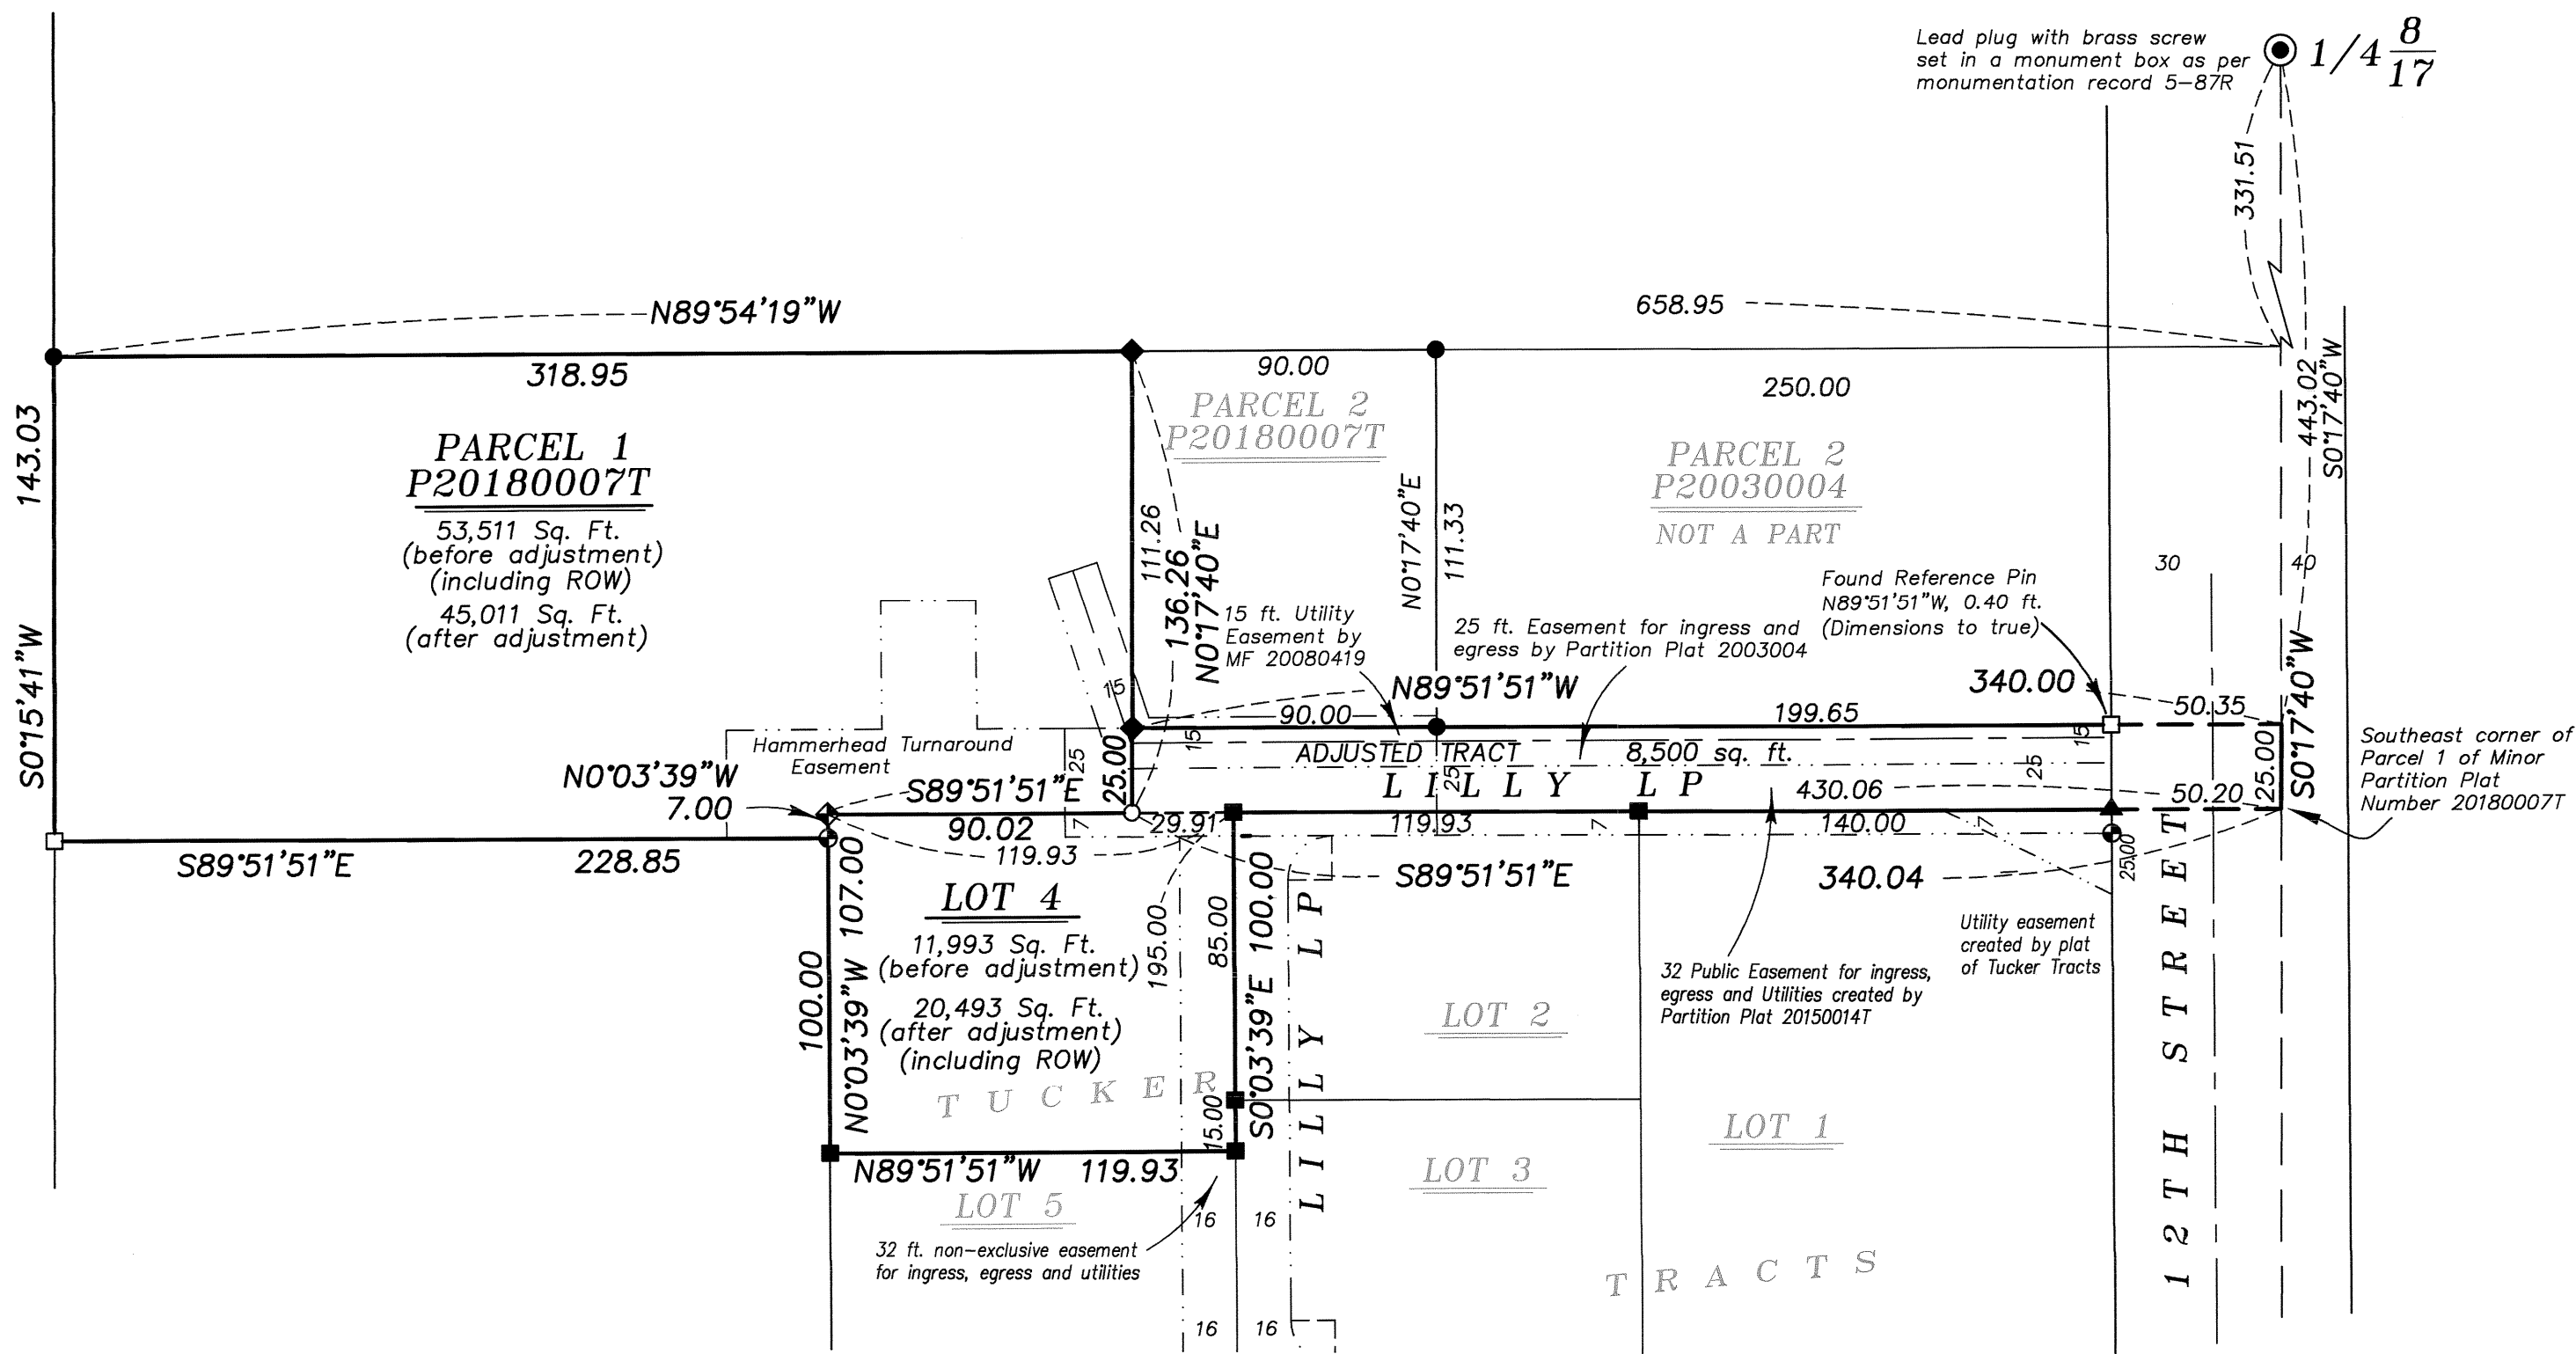 Lead plug with brass screw
set in a monument box as per
monumentation record 5-87R
1/4 8/17
331.51
N89°54'19"W
658.95
443.02
S0°17'40"W
318.95
90.00
250.00
143.03
S0°15'41"W
PARCEL 1
P20180007T
53,511 Sq. Ft.
(before adjustment)
(including ROW)
45,011 Sq. Ft.
(after adjustment)
PARCEL 2
P20180007T
PARCEL 2
P20030004
NOT A PART
111.26
136.26
N0°17'40"E
N0°17'40"E
111.33
30
40
Found Reference Pin
N89°51'51"W, 0.40 ft.
(Dimensions to true)
15 ft. Utility
Easement by
MF 20080419
25 ft. Easement for ingress and
egress by Partition Plat 2003004
15
N89°51'51"W
340.00
50.35
90.00
199.65
S0°17'40"W
25.00
Southeast corner of
Parcel 1 of Minor
Partition Plat
Number 20180007T
Hammerhead Turnaround
Easement
25
15
25.00
ADJUSTED TRACT
8,500 sq. ft.
15
25
25
LILLY LP
N0°03'39"W
7.00
S89°51'51"E
430.06
50.20
90.02
7
29.91
119.93
7
140.00
7
25.00
S89°51'51"E
228.85
119.93
S89°51'51"E
340.04
LOT 4
11,993 Sq. Ft.
(before adjustment)
20,493 Sq. Ft.
(after adjustment)
(including ROW)
100.00
N0°03'39"W 107.00
195.00
85.00
15.00
S0°03'39"E 100.00
LILLY LP
Utility easement
created by plat
of Tucker Tracts
32 Public Easement for ingress,
egress and Utilities created by
Partition Plat 20150014T
12TH STREET
LOT 2
TUCKER
LOT 1
N89°51'51"W 119.93
LOT 3
LOT 5
16
16
32 ft. non-exclusive easement
for ingress, egress and utilities
TRACTS
16
16